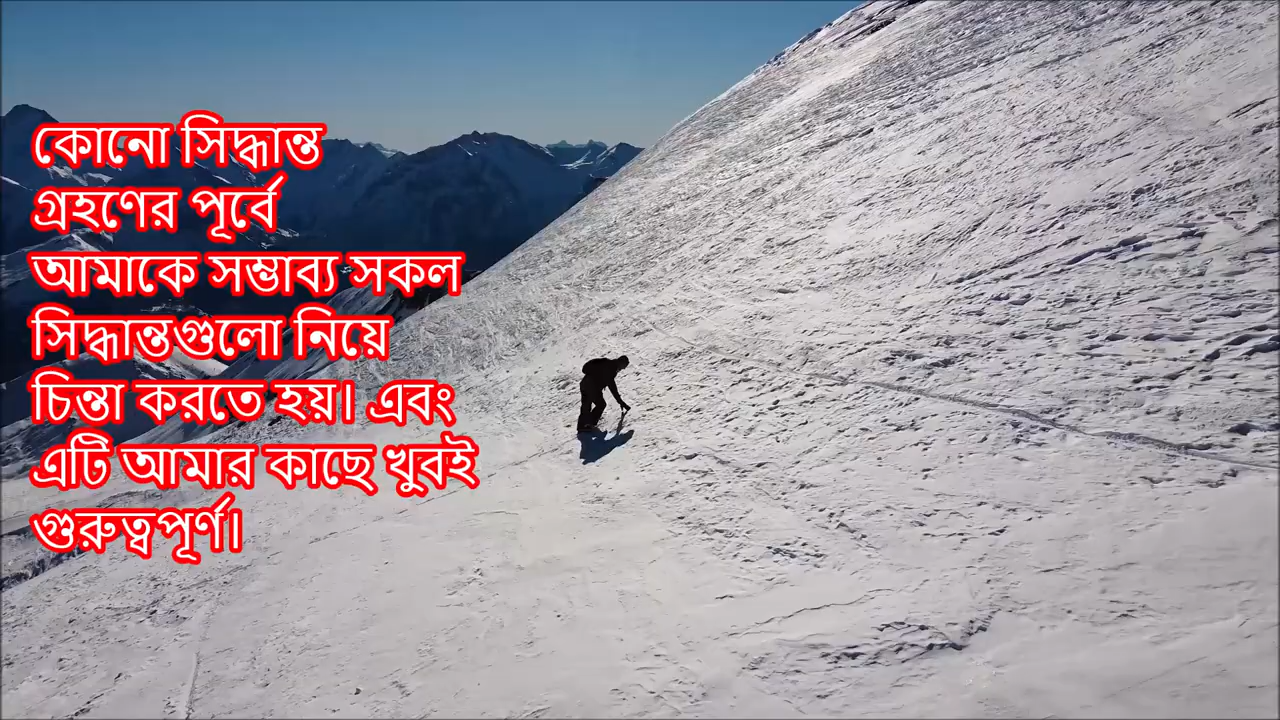 কোনো সিদ্ধান্ত
গ্রহণের পূর্বে
আমাকে সম্ভাব্য সকল
সিদ্ধান্তগুলো নিয়ে
চিন্তা করতে হয়। এবং
এটি আমার কাছে খুবই
গুরুত্বপূর্ণ।